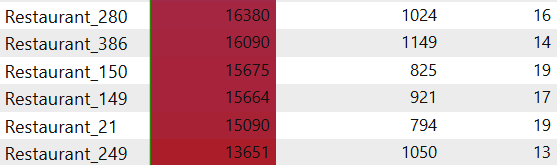 Restaurant_280 16380 1024 16
Restaurant_386 16090 1149 14
Restaurant_150 15675 825 19
Restaurant_149 15664 921 17
Restaurant_21 15090 794 19
Restaurant_249 13651 1050 13